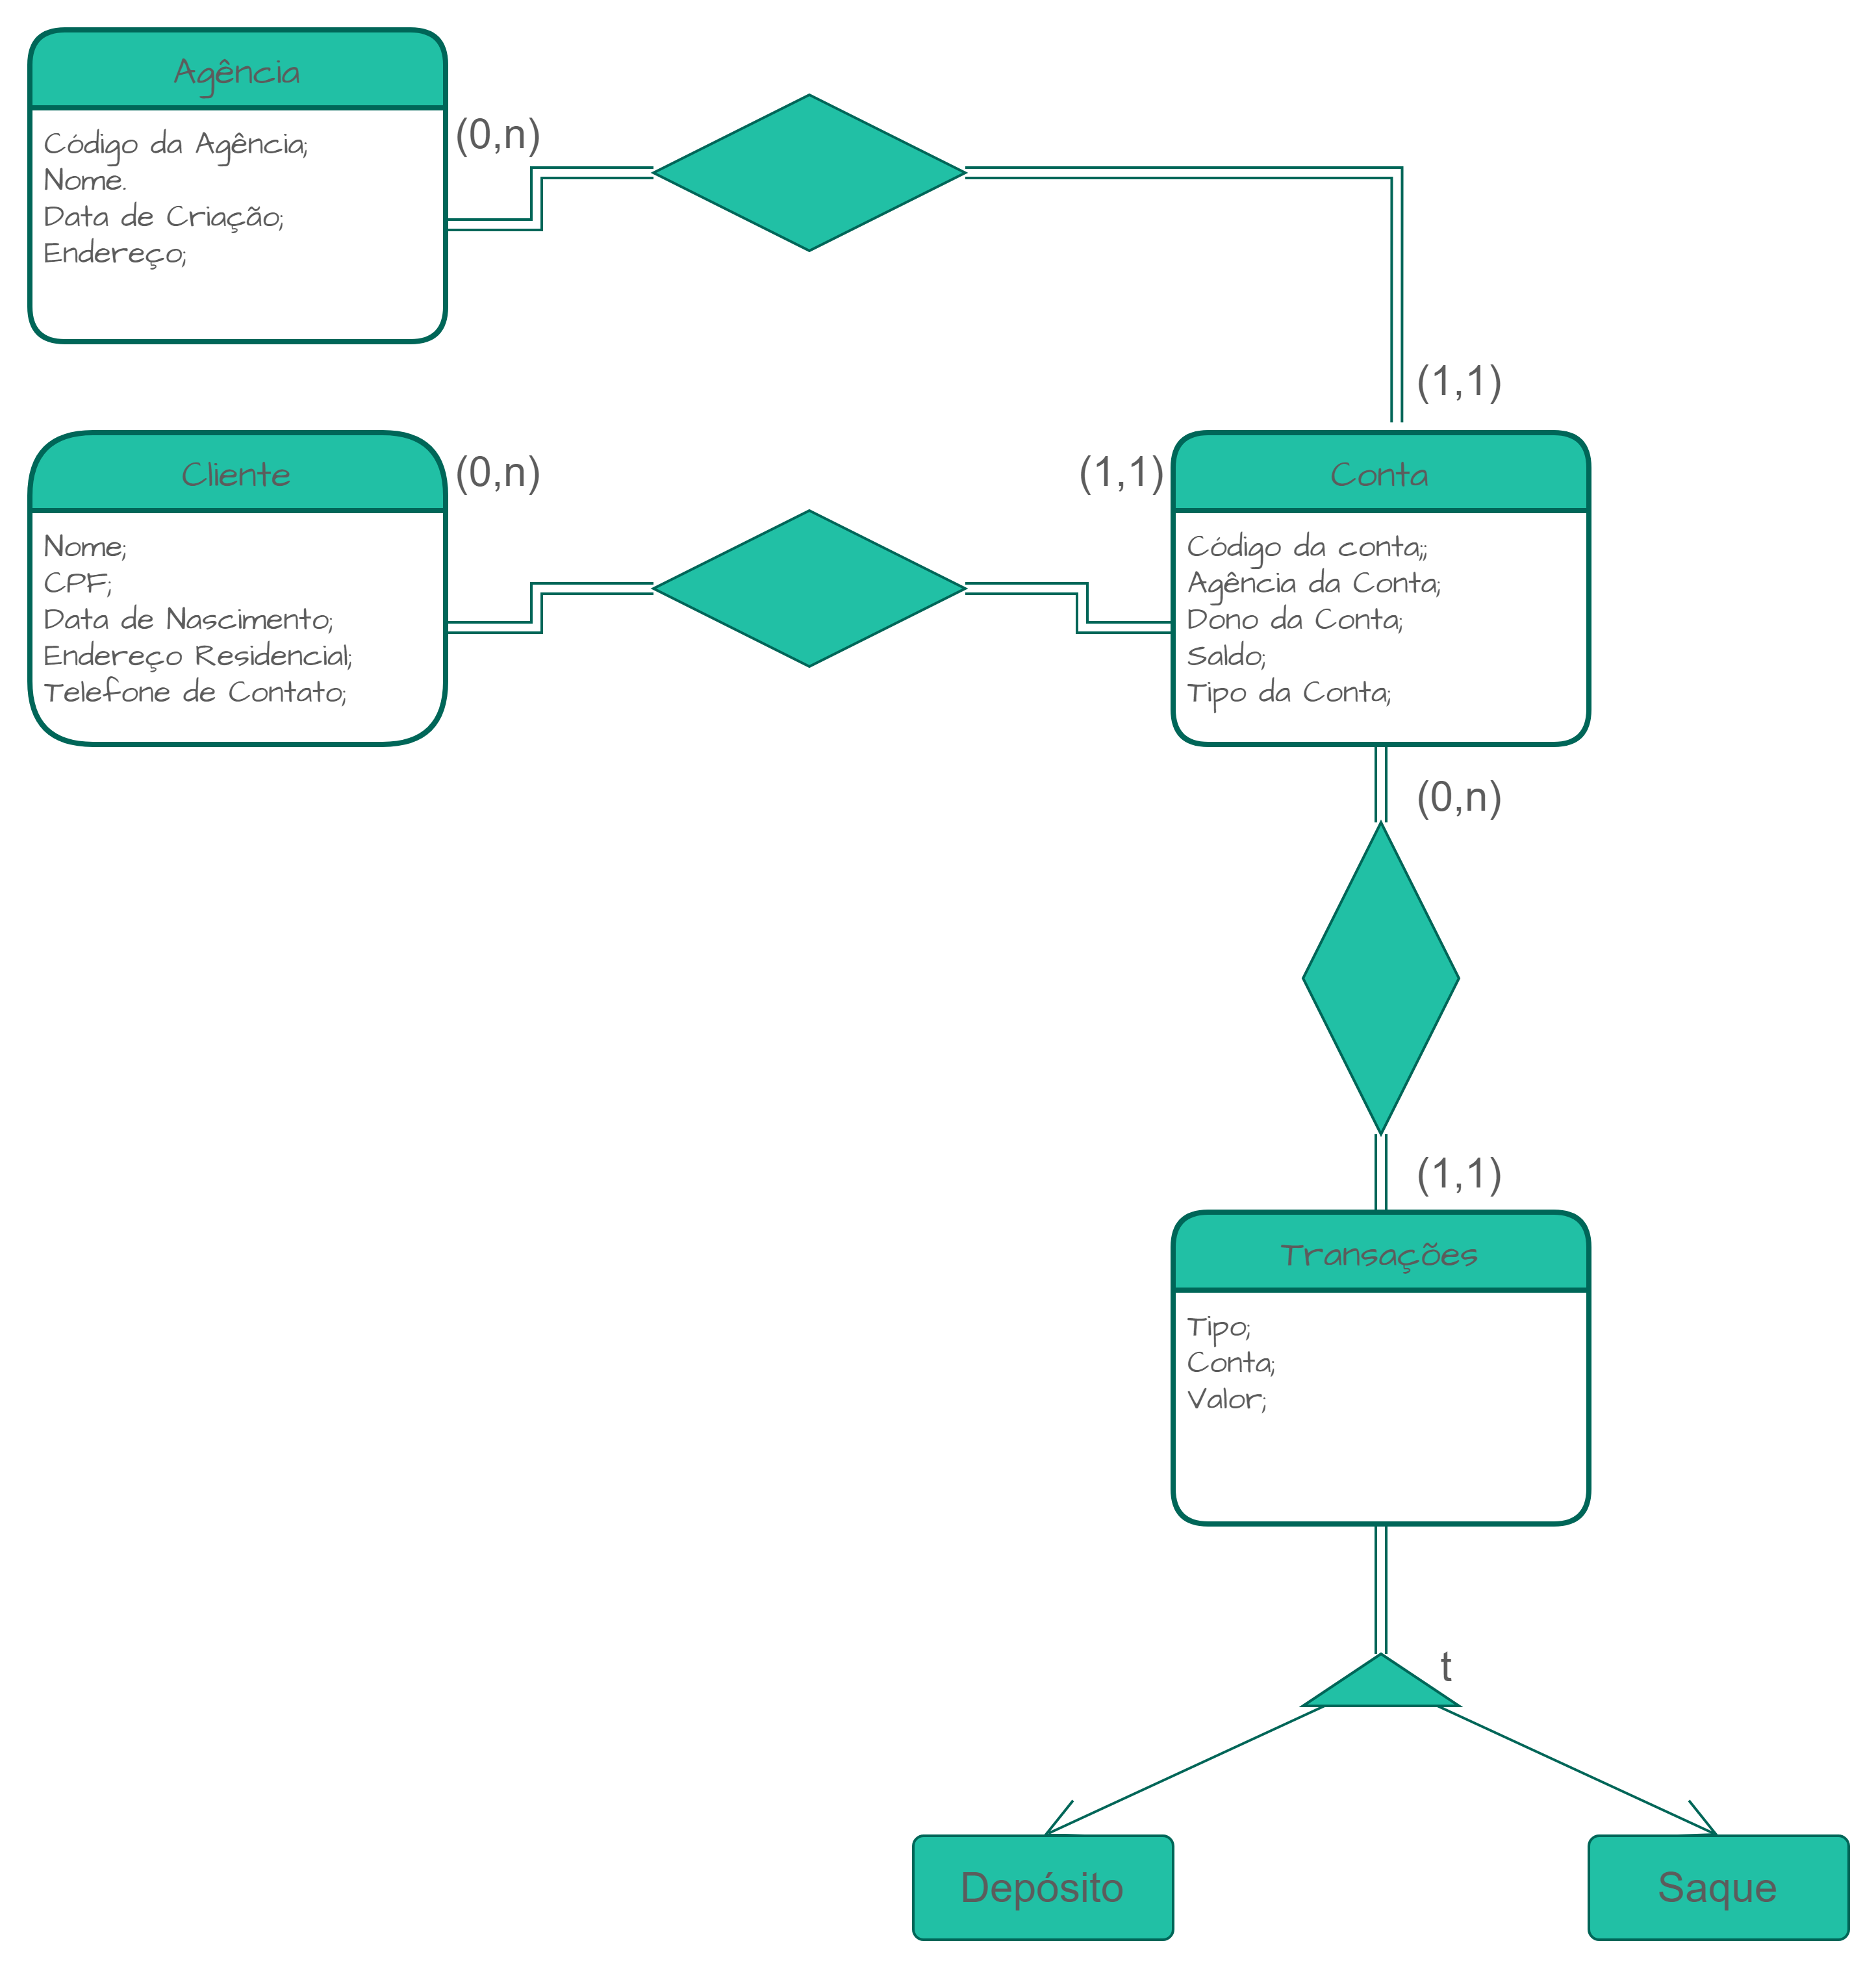 Agência
Código da Agência;
Nome.
Data de Criação;
Endereço;
(0,n)
(1,1)
Cliente
Nome;
CPF;
Data de Nascimento;
Endereço Residencial;
Telefone de Contato;
(0,n)
(1,1)
Conta
Código da conta;;
Agência da Conta;
Dono da Conta;
Saldo;
Tipo da Conta;
(0,n)
(1,1)
Transações
Tipo;
Conta;
Valor;
t
Depósito
Saque